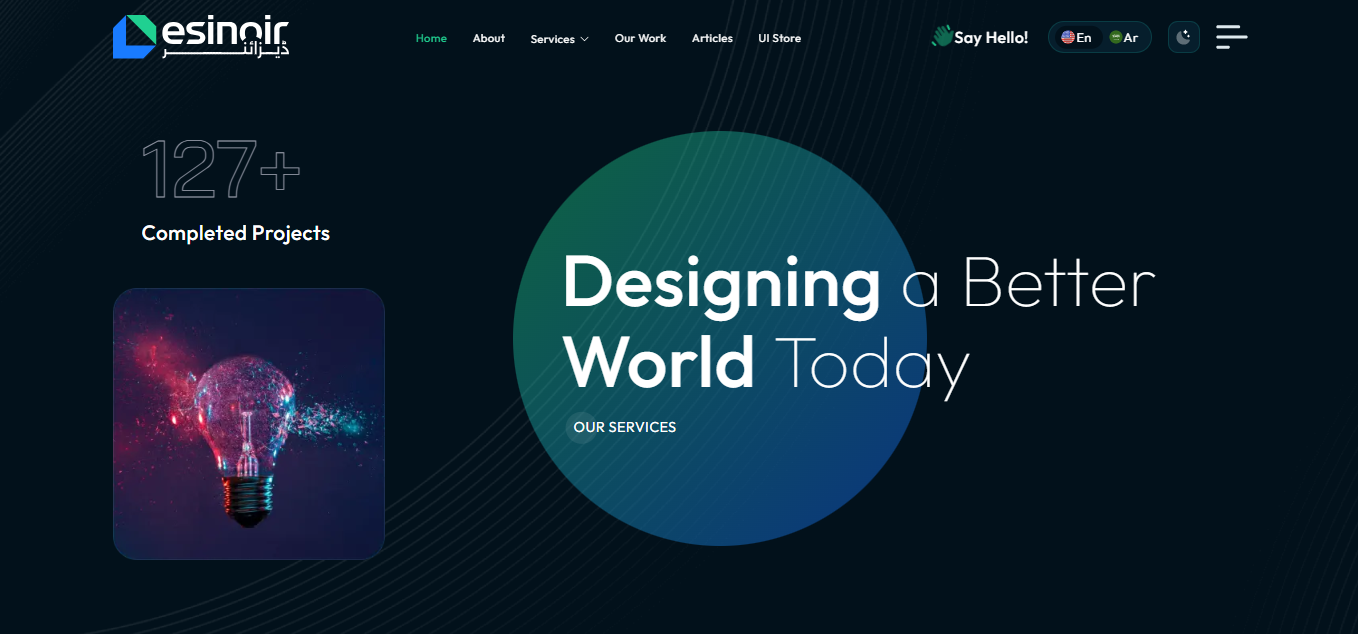 esinoir
ديزائنر
Home
About
Services
Our Work
Articles
UI Store
Say Hello!
En
Ar
127+
Completed Projects
Designing a Better
World Today
OUR SERVICES